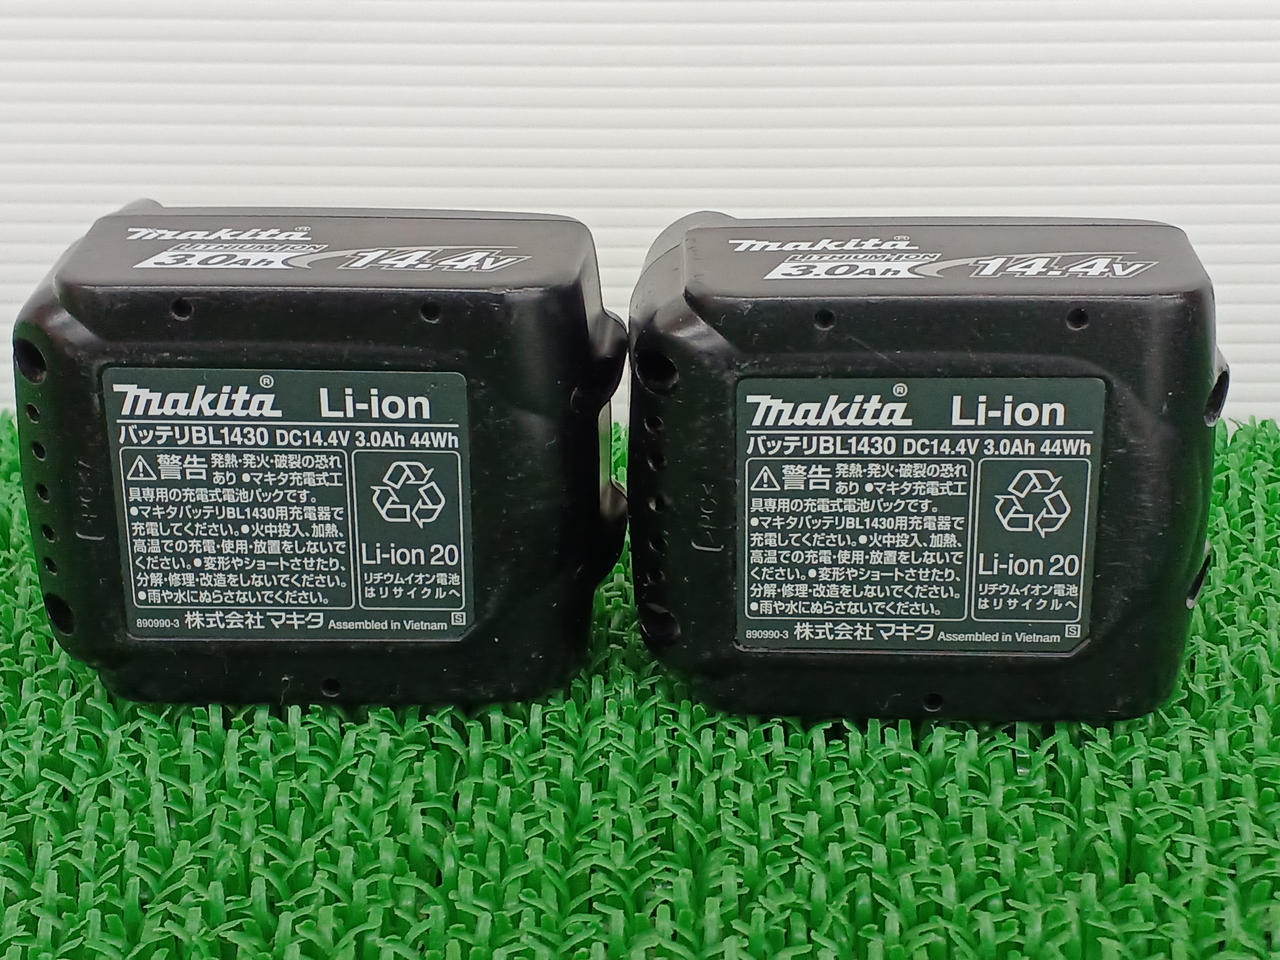 makita®
LITHIUM-ION
3.0Ah 14.4V
makita® Li-ion
バッテリBL1430 DC14.4V 3.0Ah 44Wh
警告 発熱・発火・破裂の恐れ
あり ●マキタ充電式工
具専用の充電式電池パックです。
●マキタバッテリBL1430用充電器で
充電してください。●火中投入、加熱、
高温での充電・使用・放置をしないで
ください。●変形やショートさせたり、
分解・修理・改造をしないでください。
●雨や水にぬらさないでください。
Li-ion 20
リチウムイオン電池
はリサイクルへ
890990-3 株式会社マキタ Assembled in Vietnam S
makita®
LITHIUM-ION
3.0Ah 14.4V
makita® Li-ion
バッテリBL1430 DC14.4V 3.0Ah 44Wh
警告 発熱・発火・破裂の恐れ
あり ●マキタ充電式工
具専用の充電式電池パックです。
●マキタバッテリBL1430用充電器で
充電してください。●火中投入、加熱、
高温での充電・使用・放置をしないで
ください。●変形やショートさせたり、
分解・修理・改造をしないでください。
●雨や水にぬらさないでください。
Li-ion 20
リチウムイオン電池
はリサイクルへ
890990-3 株式会社マキタ Assembled in Vietnam S